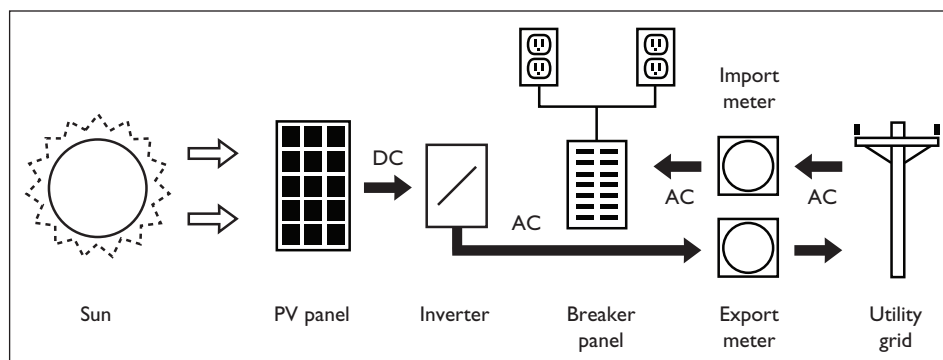 Import
meter
DC
AC
AC
AC
Sun
PV panel
Inverter
Breaker
panel
Export
meter
Utility
grid